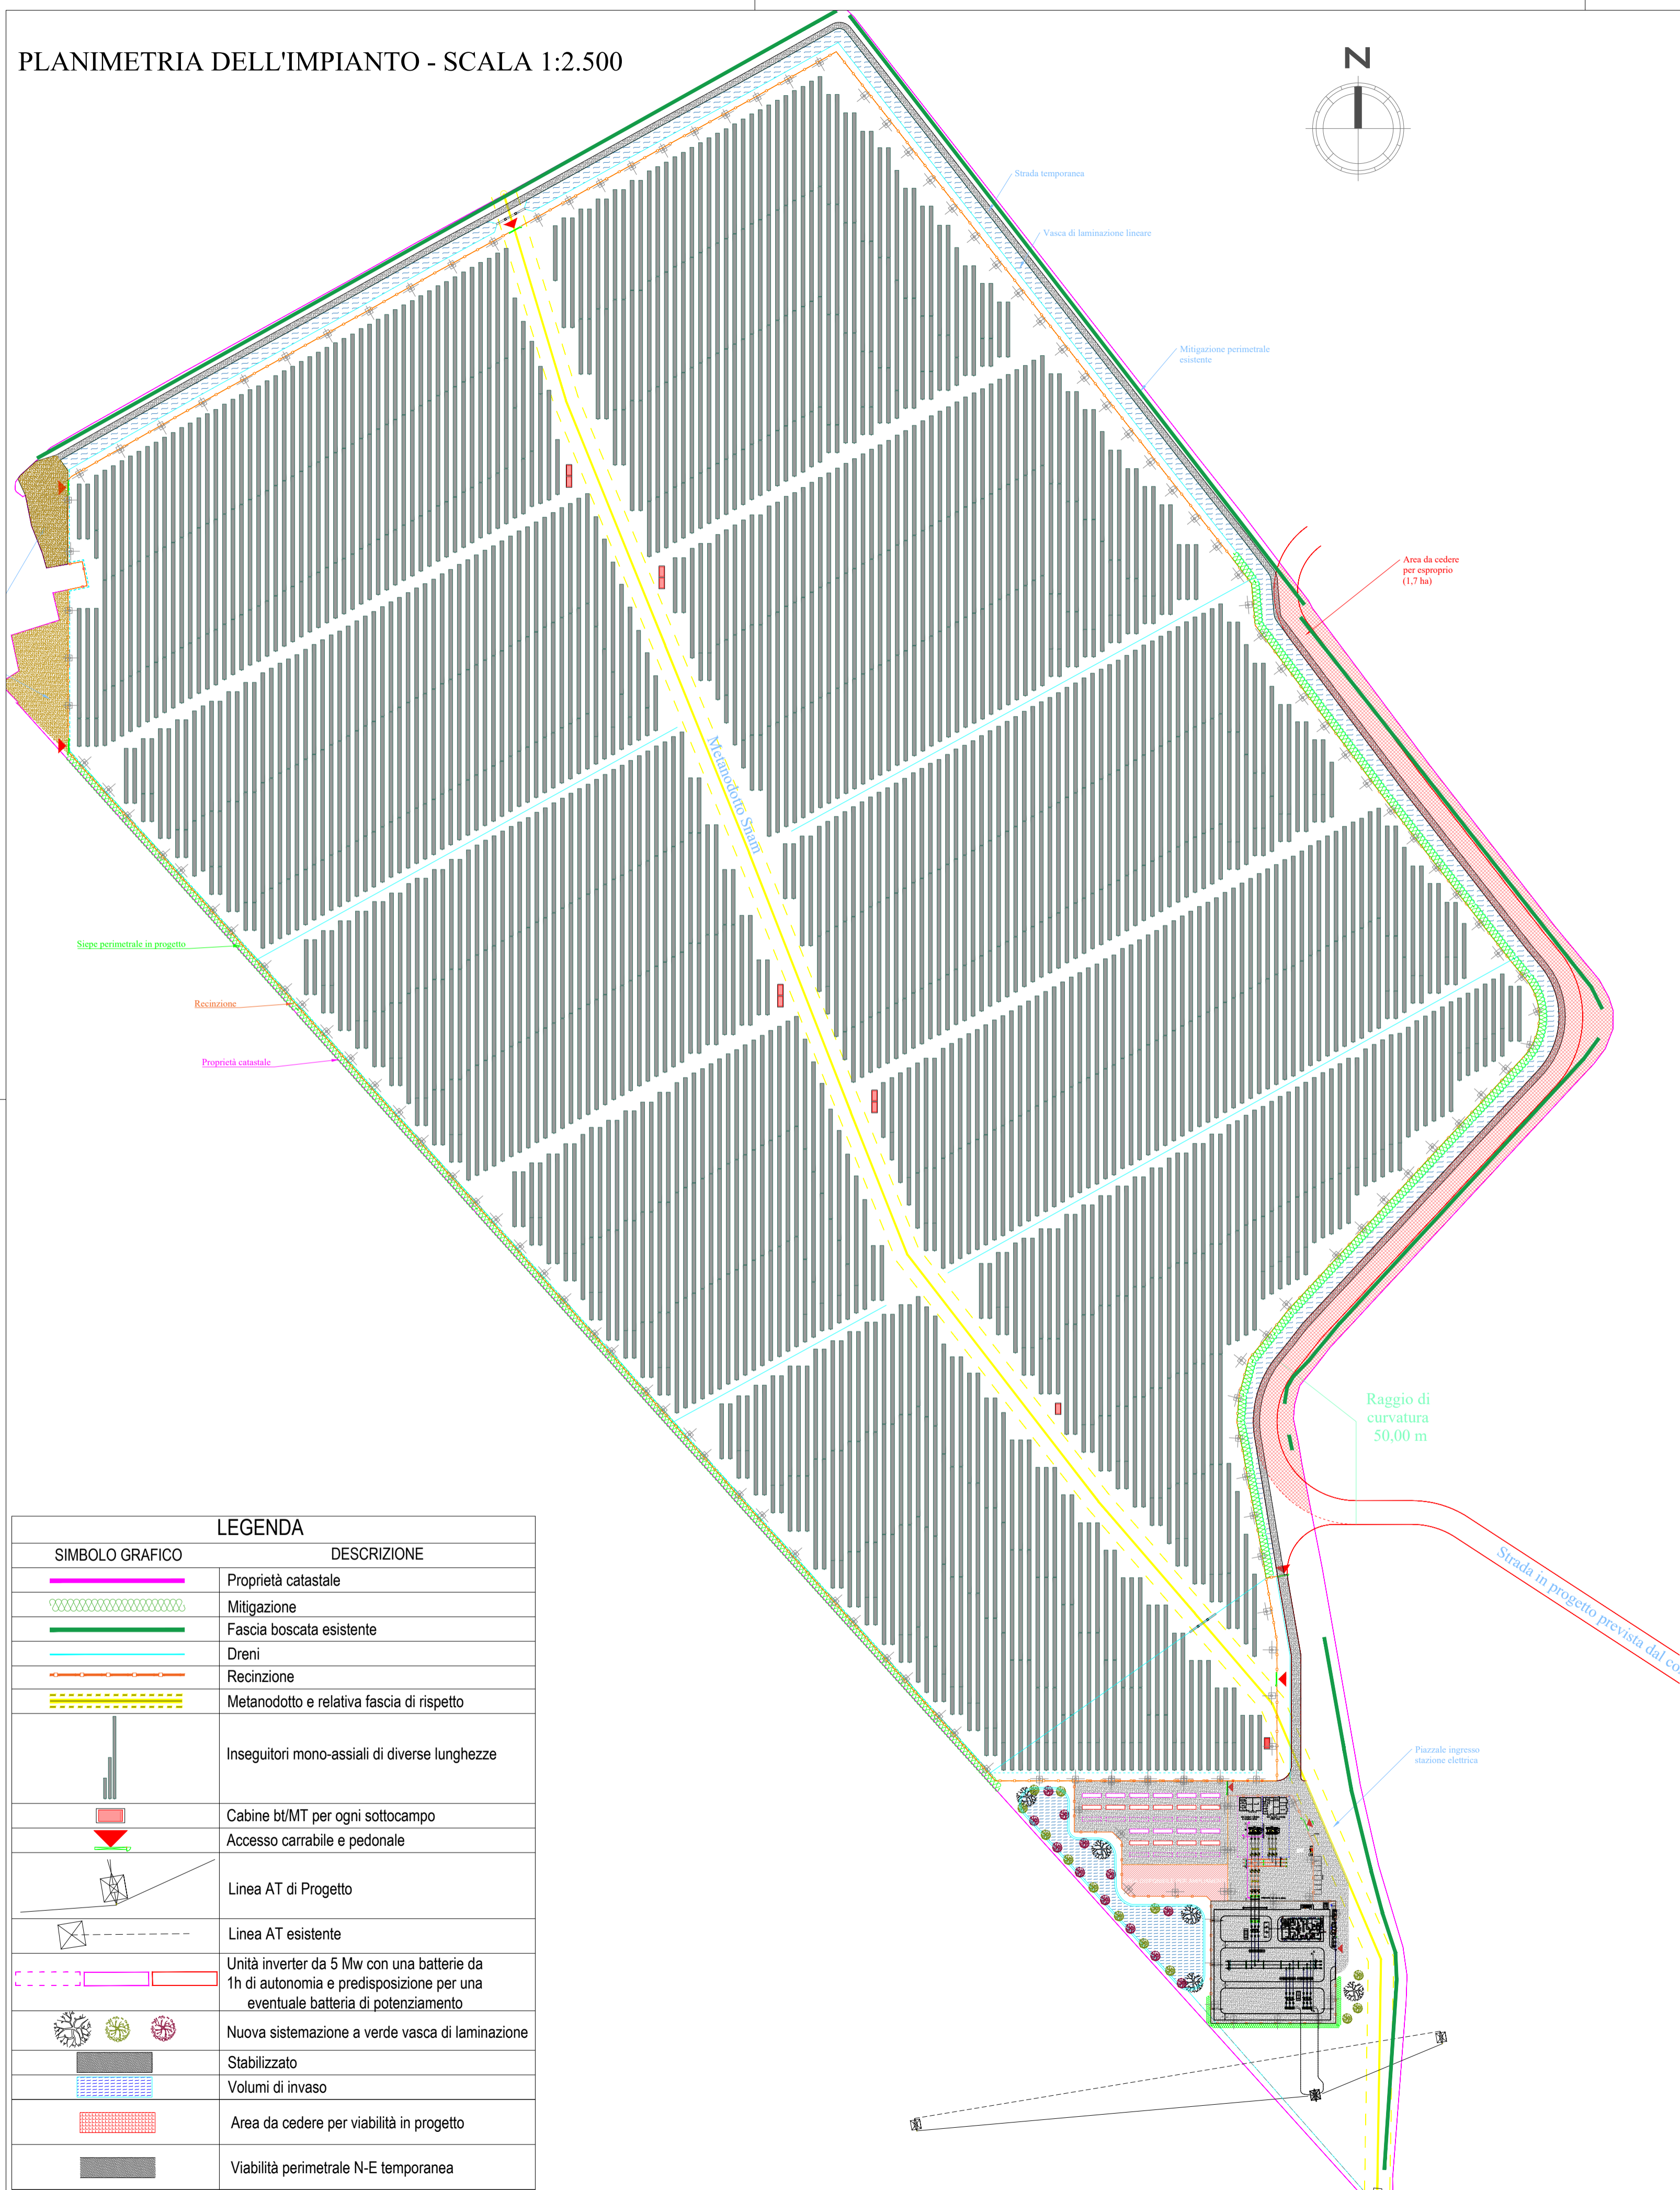 PLANIMETRIA DELL'IMPIANTO - SCALA 1:2.500
N
Strada temporanea
Vasca di laminazione lineare
Mitigazione perimetrale
esistente
Area da cedere
per esproprio
(1,7 ha)
Metanodotto Snam
Siepe perimetrale in progetto
Recinzione
Proprietà catastale
Raggio di
curvatura
50,00 m
Strada in progetto prevista dal co
Piazzale ingresso
stazione elettrica
LEGENDA
SIMBOLO GRAFICO DESCRIZIONE
Proprietà catastale
Mitigazione
Fascia boscata esistente
Dreni
Recinzione
Metanodotto e relativa fascia di rispetto
Inseguitori mono-assiali di diverse lunghezze
Cabine bt/MT per ogni sottocampo
Accesso carrabile e pedonale
Linea AT di Progetto
Linea AT esistente
Unità inverter da 5 Mw con una batterie da
1h di autonomia e predisposizione per una
eventuale batteria di potenziamento
Nuova sistemazione a verde vasca di laminazione
Stabilizzato
Volumi di invaso
Area da cedere per viabilità in progetto
Viabilità perimetrale N-E temporanea